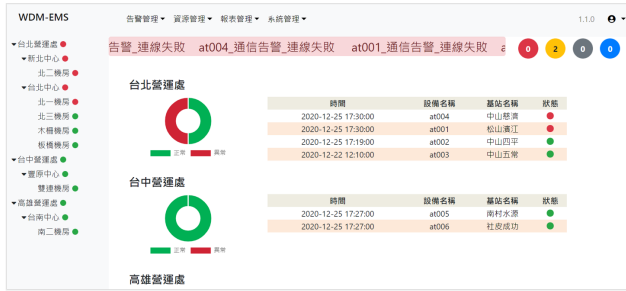 WDM-EMS 告警管理 資源管理 報表管理 系統管理 1.1.0
告警_連線失敗 at004_通信告警_連線失敗 at001_通信告警_連線失敗
0 2 0 0
台北營運處
新北中心
北二機房
台北中心
北一機房
北三機房
木柵機房
板橋機房
台中營運處
豐原中心
雙連機房
高雄營運處
台南中心
南二機房
台北營運處
正常 異常
時間 設備名稱 基站名稱 狀態
2020-12-25 17:30:00 at004 中山慈濟
2020-12-25 17:30:00 at001 松山濱江
2020-12-25 17:19:00 at002 中山四平
2020-12-22 12:10:00 at003 中山五常
台中營運處
正常 異常
時間 設備名稱 基站名稱 狀態
2020-12-25 17:27:00 at005 南村水源
2020-12-25 17:27:00 at006 社皮成功
高雄營運處